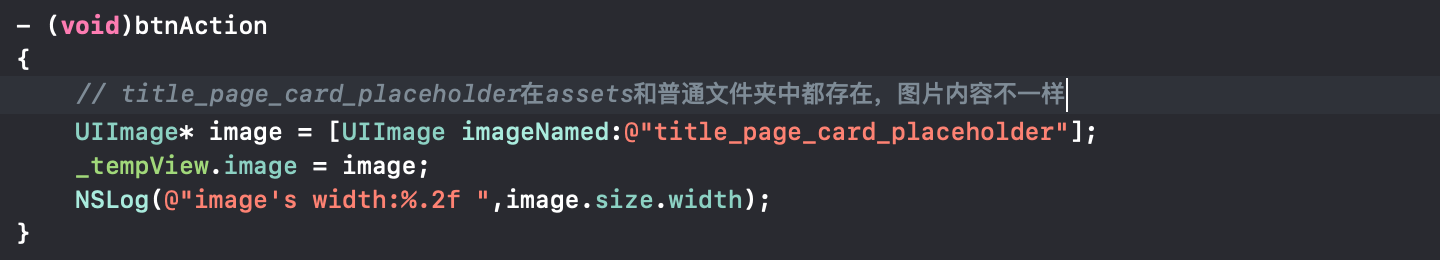 - (void)btnAction
{
    // title_page_card_placeholder在assets和普通文件夹中都存在，图片内容不一样
    UIImage* image = [UIImage imageNamed:@"title_page_card_placeholder"];
    _tempView.image = image;
    NSLog(@"image's width:%.2f ",image.size.width);
}